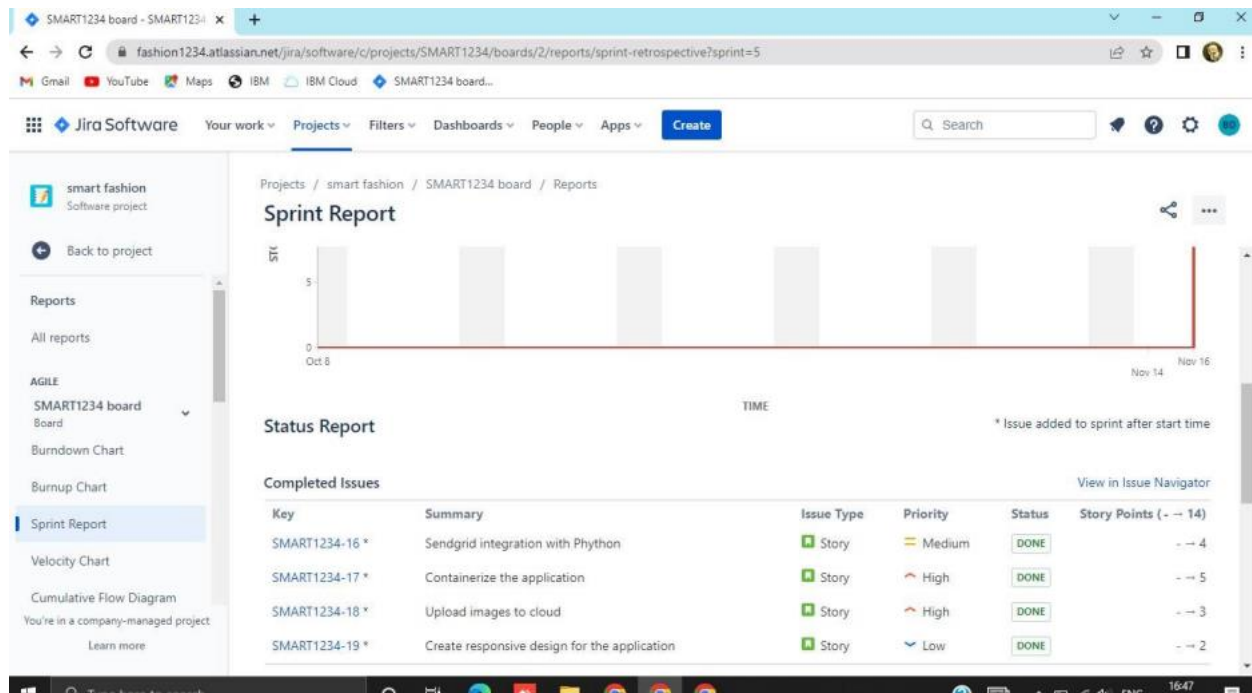 SMART1234 board - SMART1234
fashion1234.atlassian.net/jira/software/c/projects/SMART1234/boards/2/reports/sprint-retrospective?sprint=5
Gmail YouTube Maps IBM IBM Cloud SMART1234 board...
Jira Software Your work Projects Filters Dashboards People Apps Create Search
smart fashion
Software project
Back to project
Reports
All reports
AGILE
SMART1234 board
Board
Burndown Chart
Burnup Chart
Sprint Report
Velocity Chart
Cumulative Flow Diagram
You're in a company-managed project
Learn more
Projects / smart fashion / SMART1234 board / Reports
Sprint Report
5
0
Oct 8
Nov 14
Nov 16
TIME
Status Report
* Issue added to sprint after start time
Completed Issues View in Issue Navigator
Key Summary Issue Type Priority Status Story Points (- → 14)
SMART1234-16 * Sendgrid integration with Phython Story Medium DONE - → 4
SMART1234-17 * Containerize the application Story High DONE - → 5
SMART1234-18 * Upload images to cloud Story High DONE - → 3
SMART1234-19 * Create responsive design for the application Story Low DONE - → 2
16:47